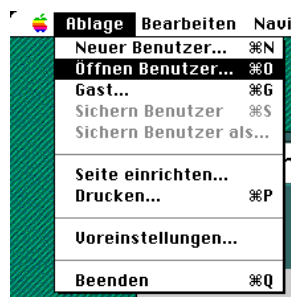 Ablage Bearbeiten Navi
Neuer Benutzer... ⌘N
Öffnen Benutzer... ⌘O
Gast... ⌘G
Sichern Benutzer ⌘S
Sichern Benutzer als...
Seite einrichten...
Drucken... ⌘P
Voreinstellungen...
Beenden ⌘Q